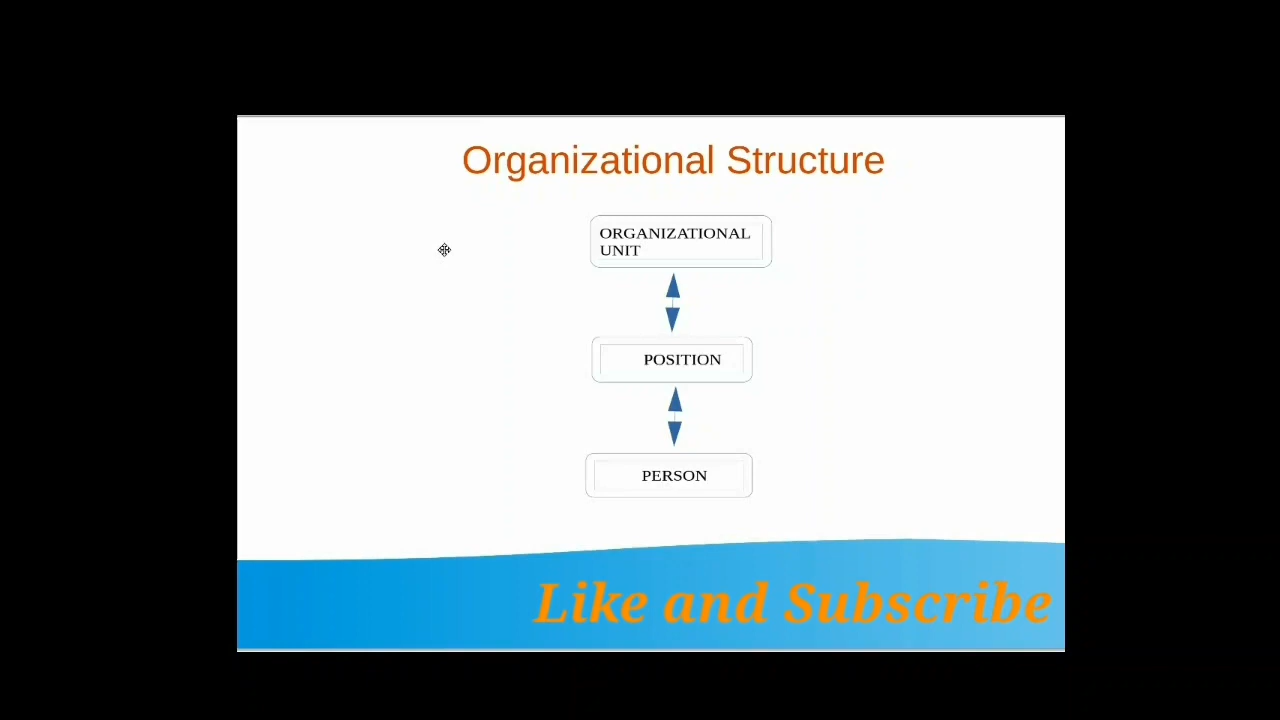 Organizational Structure
ORGANIZATIONAL
UNIT
POSITION
PERSON
Like and Subscribe